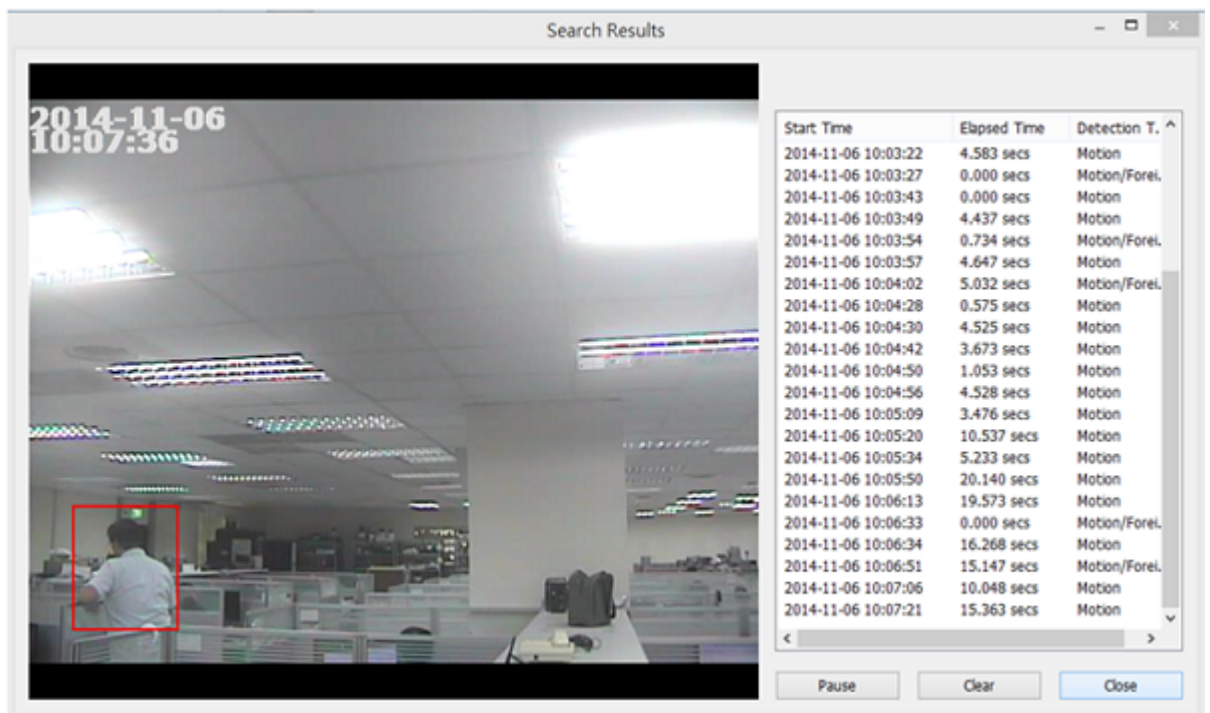 Search Results
2014-11-06
10:07:36
Start Time Elapsed Time Detection T.
2014-11-06 10:03:22 4.583 secs Motion
2014-11-06 10:03:27 0.000 secs Motion/Forei.
2014-11-06 10:03:43 0.000 secs Motion
2014-11-06 10:03:49 4.437 secs Motion
2014-11-06 10:03:54 0.734 secs Motion/Forei.
2014-11-06 10:03:57 4.647 secs Motion
2014-11-06 10:04:02 5.032 secs Motion/Forei.
2014-11-06 10:04:28 0.575 secs Motion
2014-11-06 10:04:30 4.525 secs Motion
2014-11-06 10:04:42 3.673 secs Motion
2014-11-06 10:04:50 1.053 secs Motion
2014-11-06 10:04:56 4.528 secs Motion
2014-11-06 10:05:09 3.476 secs Motion
2014-11-06 10:05:20 10.537 secs Motion
2014-11-06 10:05:34 5.233 secs Motion
2014-11-06 10:05:50 20.140 secs Motion
2014-11-06 10:06:13 19.573 secs Motion
2014-11-06 10:06:33 0.000 secs Motion/Forei.
2014-11-06 10:06:34 16.268 secs Motion
2014-11-06 10:06:51 15.147 secs Motion/Forei.
2014-11-06 10:07:06 10.048 secs Motion
2014-11-06 10:07:21 15.363 secs Motion
Pause Clear Close